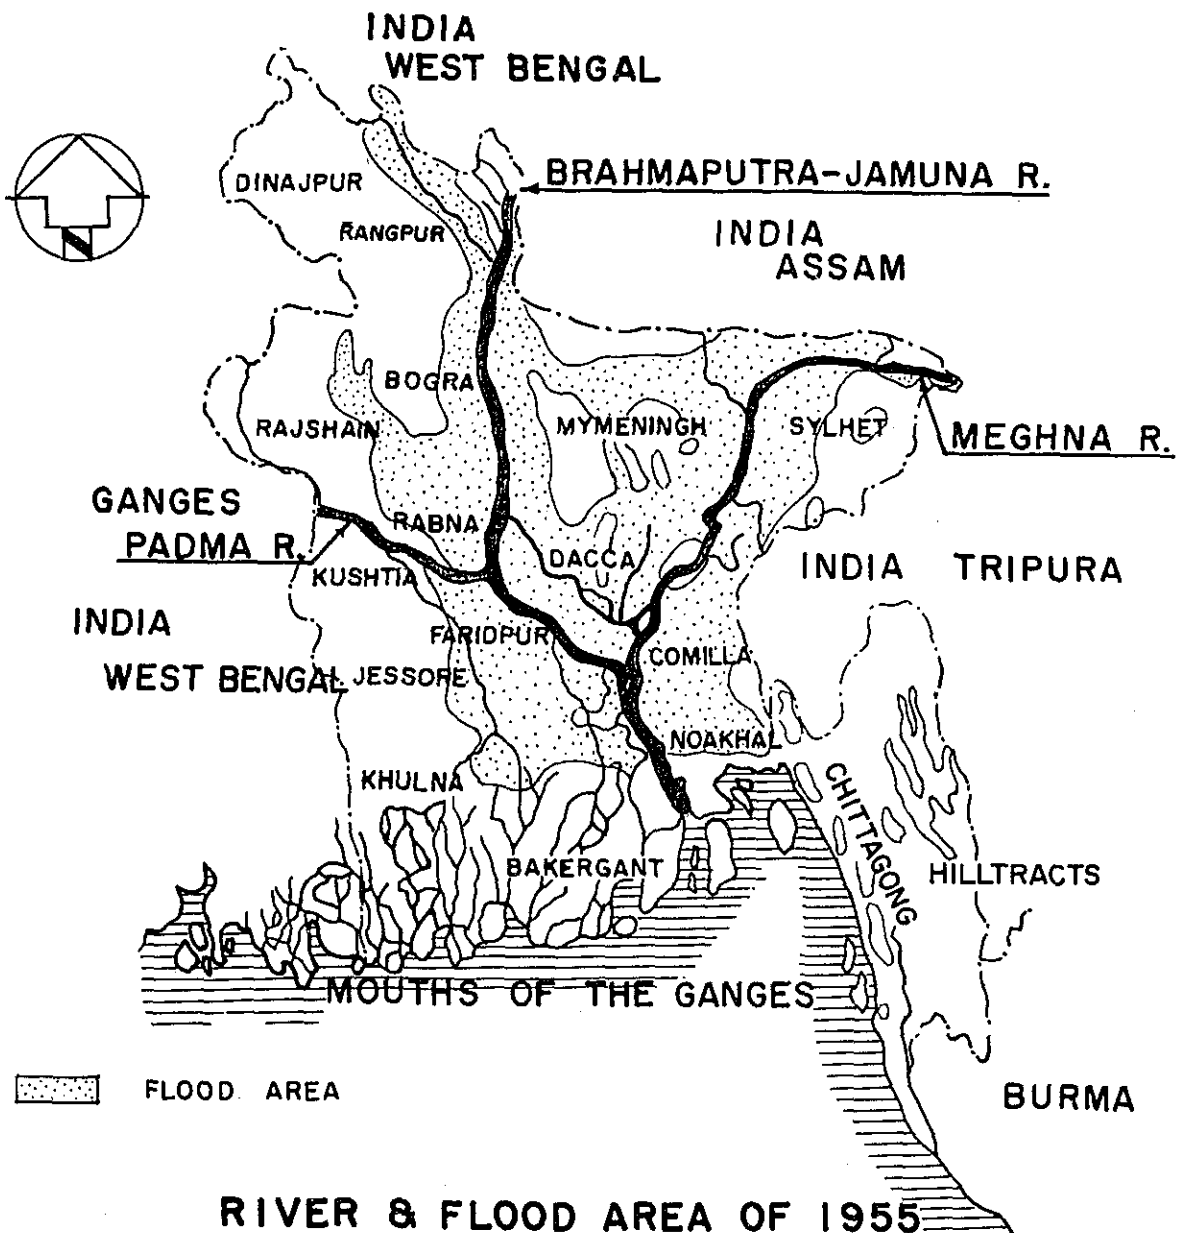 INDIA
WEST BENGAL
BRAHMAPUTRA-JAMUNA R.
DINAJPUR
RANGPUR
INDIA
ASSAM
BOGRA
RAJSHAIN
MYMENINGH
SYLHET
MEGHNA R.
GANGES
PADMA R.
RABNA
DACCA
KUSHTIA
INDIA TRIPURA
INDIA
WEST BENGAL
FARIDPUR
COMILLA
JESSORE
NOAKHAL
KHULNA
CHITTAGONG
BAKERGANT
HILLTRACTS
MOUTHS OF THE GANGES
FLOOD AREA
BURMA
RIVER & FLOOD AREA OF 1955